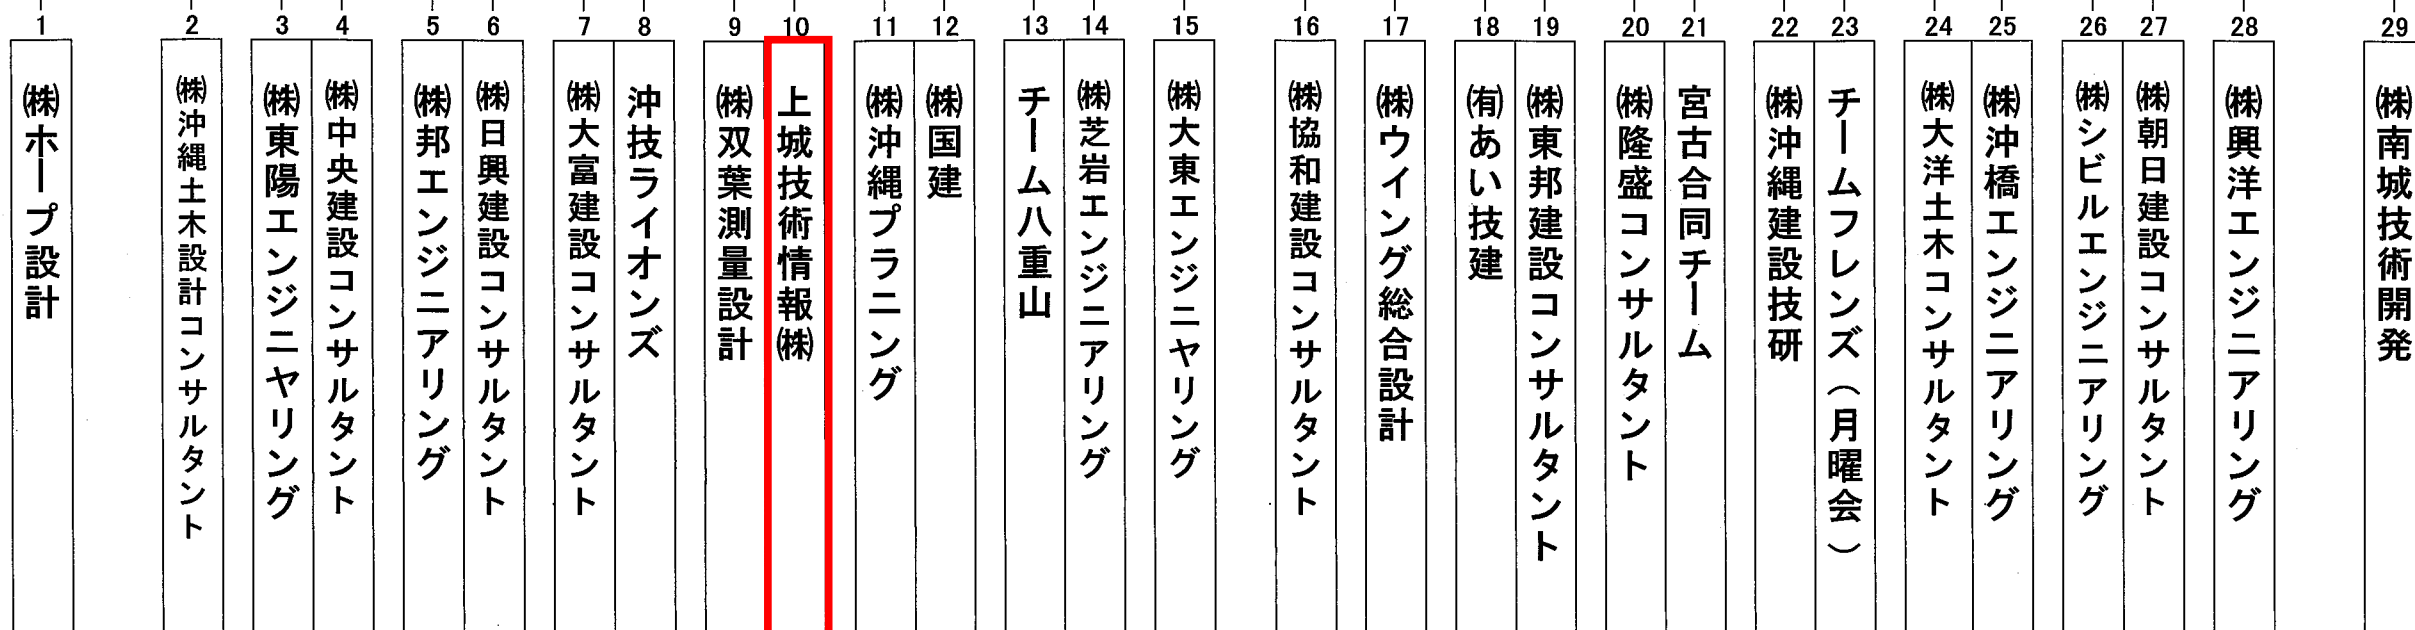 1
㈱ホープ設計
2
㈱沖縄土木設計コンサルタント
3
㈱東陽エンジニヤリング
4
㈱中央建設コンサルタント
5
㈱邦エンジニアリング
6
㈱日興建設コンサルタント
7
㈱大富建設コンサルタント
8
沖技ライオンズ
9
㈱双葉測量設計
10
上城技術情報㈱
11
㈱沖縄プラニング
12
㈱国建
13
チーム八重山
14
㈱芝岩エンジニアリング
15
㈱大東エンジニヤリング
16
㈱協和建設コンサルタント
17
㈱ウイング総合設計
18
㈲あい技建
19
㈱東邦建設コンサルタント
20
㈱隆盛コンサルタント
21
宮古合同チーム
22
㈱沖縄建設技研
23
チームフレンズ（月曜会）
24
㈱大洋土木コンサルタント
25
㈱沖橋エンジニアリング
26
㈱シビルエンジニアリング
27
㈱朝日建設コンサルタント
28
㈱興洋エンジニアリング
29
㈱南城技術開発